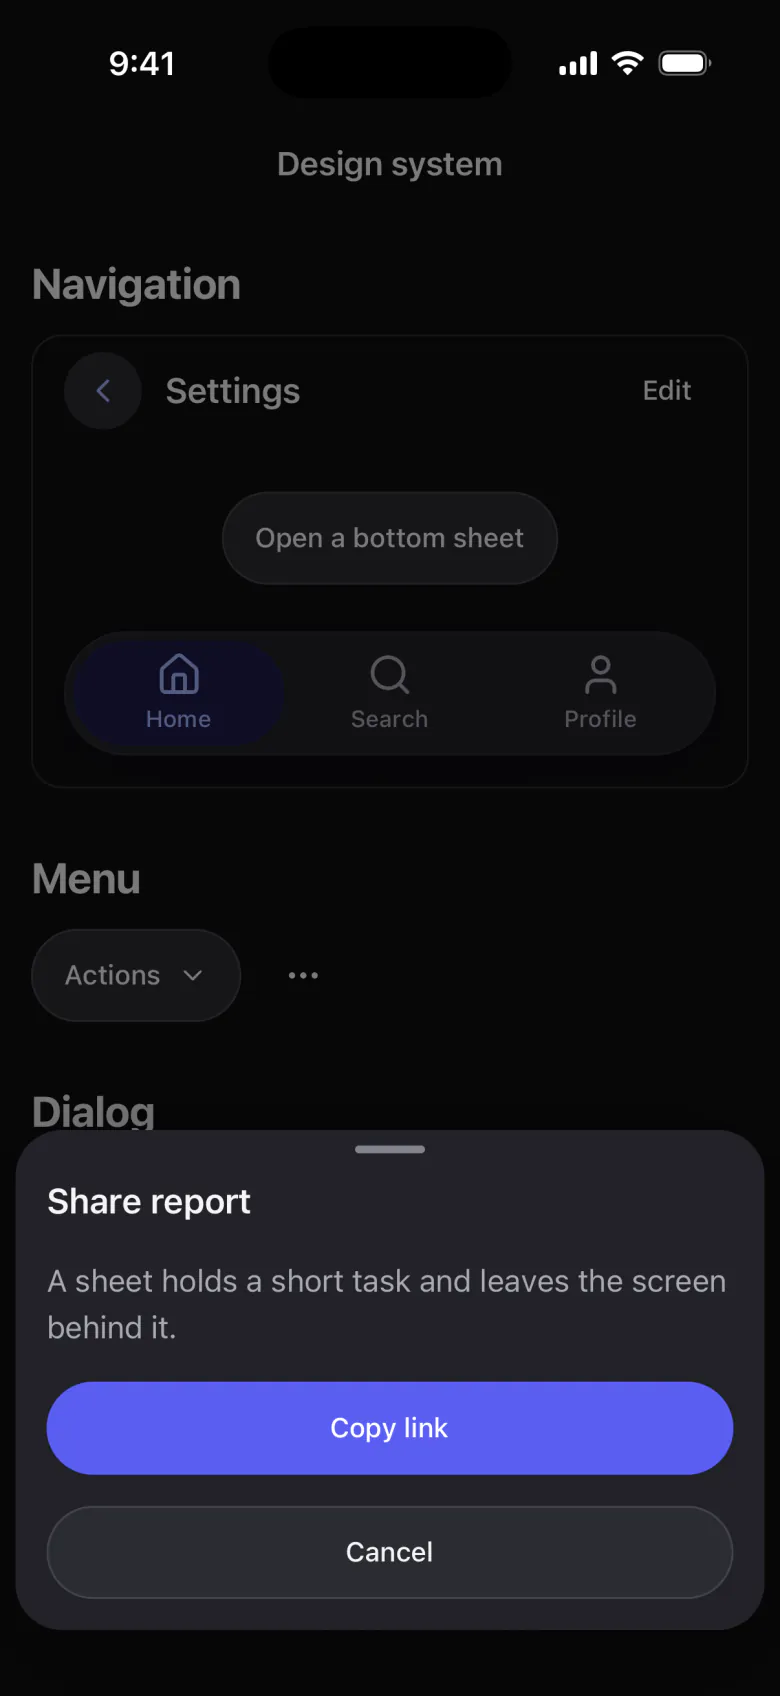 9:41
Design system
Navigation
Settings
Edit
Open a bottom sheet
Home
Search
Profile
Menu
Actions
Dialog
Share report
A sheet holds a short task and leaves the screen
behind it.
Copy link
Cancel